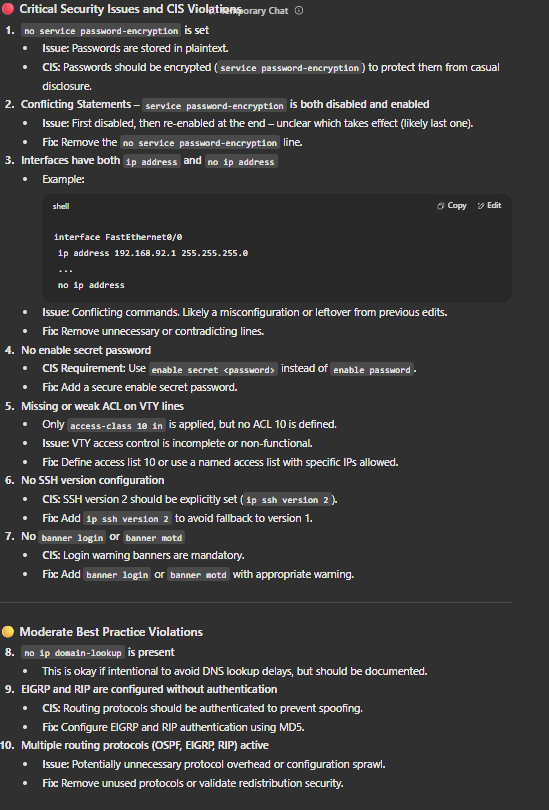 Critical Security Issues and CIS Violations
Temporary Chat
1. no service password-encryption is set
Issue: Passwords are stored in plaintext.
CIS: Passwords should be encrypted (service password-encryption) to protect them from casual
disclosure.
2. Conflicting Statements – service password-encryption is both disabled and enabled
Issue: First disabled, then re-enabled at the end – unclear which takes effect (likely last one).
Fix: Remove the no service password-encryption line.
3. Interfaces have both ip address and no ip address
Example:
shell
Copy Edit
interface FastEthernet0/0
ip address 192.168.92.1 255.255.255.0
...
no ip address
Issue: Conflicting commands. Likely a misconfiguration or leftover from previous edits.
Fix: Remove unnecessary or contradicting lines.
4. No enable secret password
CIS Requirement: Use enable secret <password> instead of enable password.
Fix: Add a secure enable secret password.
5. Missing or weak ACL on VTY lines
Only access-class 10 in is applied, but no ACL 10 is defined.
Issue: VTY access control is incomplete or non-functional.
Fix: Define access list 10 or use a named access list with specific IPs allowed.
6. No SSH version configuration
CIS: SSH version 2 should be explicitly set (ip ssh version 2).
Fix: Add ip ssh version 2 to avoid fallback to version 1.
7. No banner login or banner motd
CIS: Login warning banners are mandatory.
Fix: Add banner login or banner motd with appropriate warning.
Moderate Best Practice Violations
8. no ip domain-lookup is present
This is okay if intentional to avoid DNS lookup delays, but should be documented.
9. EIGRP and RIP are configured without authentication
CIS: Routing protocols should be authenticated to prevent spoofing.
Fix: Configure EIGRP and RIP authentication using MD5.
10. Multiple routing protocols (OSPF, EIGRP, RIP) active
Issue: Potentially unnecessary protocol overhead or configuration sprawl.
Fix: Remove unused protocols or validate redistribution security.